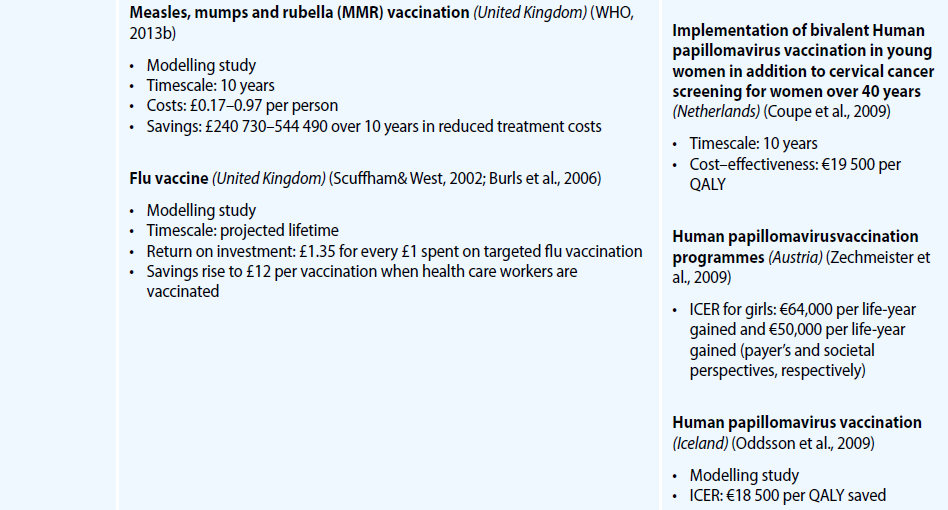 Measles, mumps and rubella (MMR) vaccination (United Kingdom) (WHO,
2013b)
• Modelling study
• Timescale: 10 years
• Costs: £0.17–0.97 per person
• Savings: £240 730–544 490 over 10 years in reduced treatment costs
Flu vaccine (United Kingdom) (Scuffham& West, 2002; Burls et al., 2006)
• Modelling study
• Timescale: projected lifetime
• Return on investment: £1.35 for every £1 spent on targeted flu vaccination
• Savings rise to £12 per vaccination when health care workers are
vaccinated
Implementation of bivalent Human
papillomavirus vaccination in young
women in addition to cervical cancer
screening for women over 40 years
(Netherlands) (Coupe et al., 2009)
• Timescale: 10 years
• Cost–effectiveness: €19 500 per
QALY
Human papillomavirusvaccination
programmes (Austria) (Zechmeister et
al., 2009)
• ICER for girls: €64,000 per life-year
gained and €50,000 per life-year
gained (payer's and societal
perspectives, respectively)
Human papillomavirus vaccination
(Iceland) (Oddsson et al., 2009)
• Modelling study
• ICER: €18 500 per QALY saved